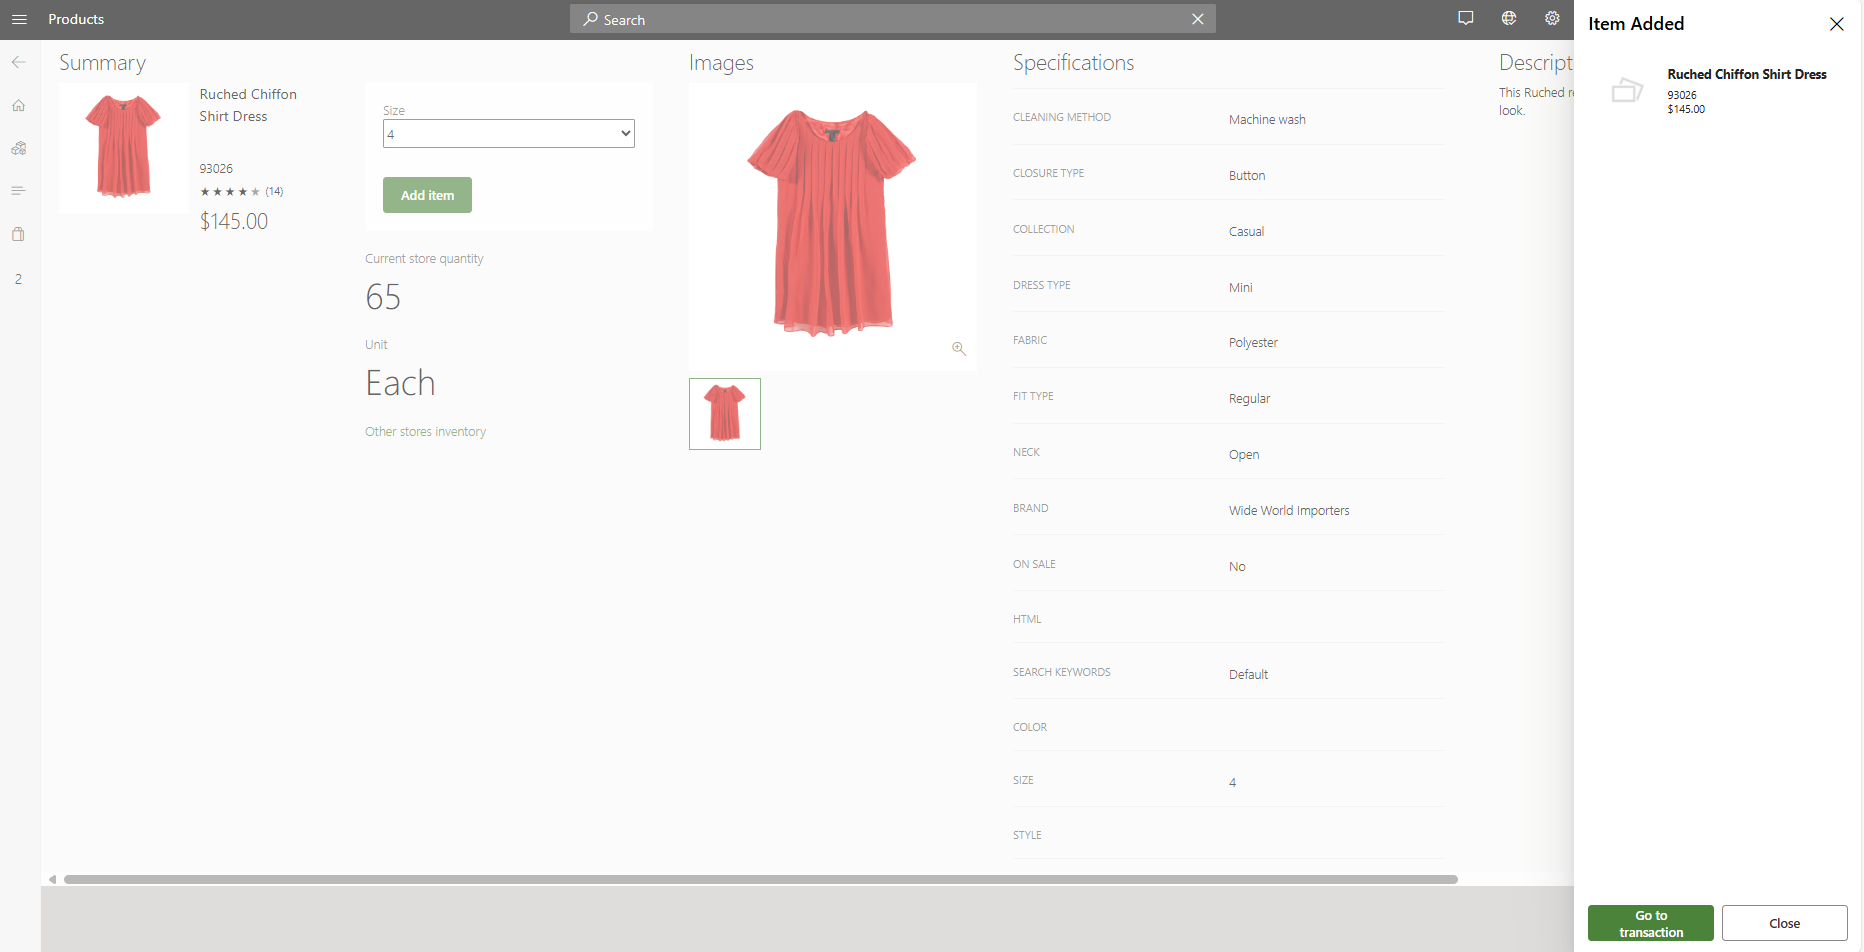 Products
Search
Summary
Ruched Chiffon
Shirt Dress
93026
(14)
$145.00
Size
4
Add item
Current store quantity
65
Unit
Each
Other stores inventory
2
Images
Specifications
CLEANING METHOD Machine wash
CLOSURE TYPE Button
COLLECTION Casual
DRESS TYPE Mini
FABRIC Polyester
FIT TYPE Regular
NECK Open
BRAND Wide World Importers
ON SALE No
HTML
SEARCH KEYWORDS Default
COLOR
SIZE 4
STYLE
Descript
This Ruched r
look.
Item Added
Ruched Chiffon Shirt Dress
93026
$145.00
Go to
transaction
Close